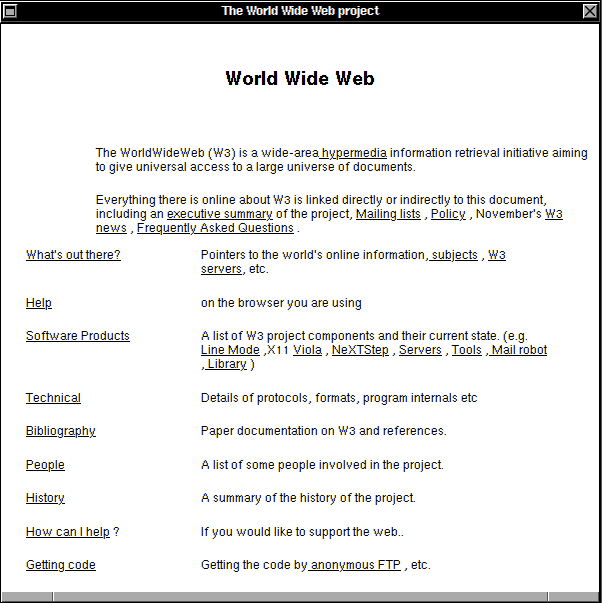 The World Wide Web project
World Wide Web
The WorldWideWeb (W3) is a wide-area hypermedia information retrieval initiative aiming
to give universal access to a large universe of documents.
Everything there is online about W3 is linked directly or indirectly to this document,
including an executive summary of the project, Mailing lists , Policy , November's W3
news , Frequently Asked Questions .
What's out there? Pointers to the world's online information, subjects , W3
servers, etc.
Help on the browser you are using
Software Products A list of W3 project components and their current state. (e.g.
Line Mode ,X11 Viola , NeXTStep , Servers , Tools , Mail robot
, Library )
Technical Details of protocols, formats, program internals etc
Bibliography Paper documentation on W3 and references.
People A list of some people involved in the project.
History A summary of the history of the project.
How can I help ? If you would like to support the web..
Getting code Getting the code by anonymous FTP , etc.